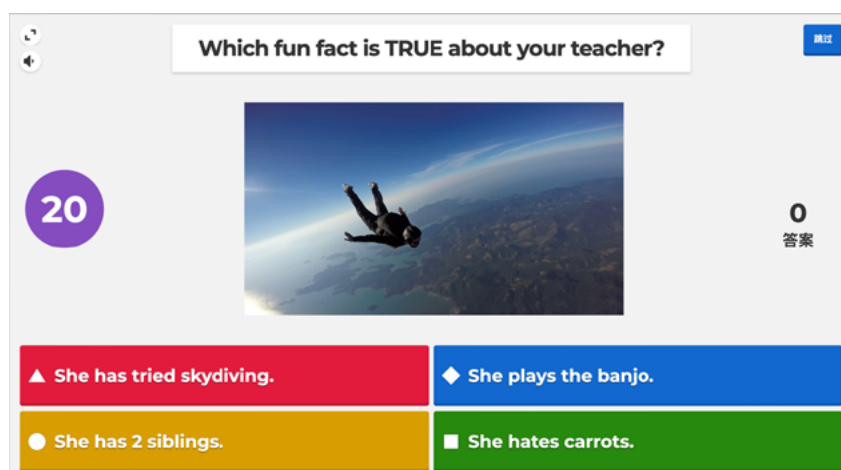 Which fun fact is TRUE about your teacher?
跳过
20
0
答案
She has tried skydiving.
She plays the banjo.
She has 2 siblings.
She hates carrots.